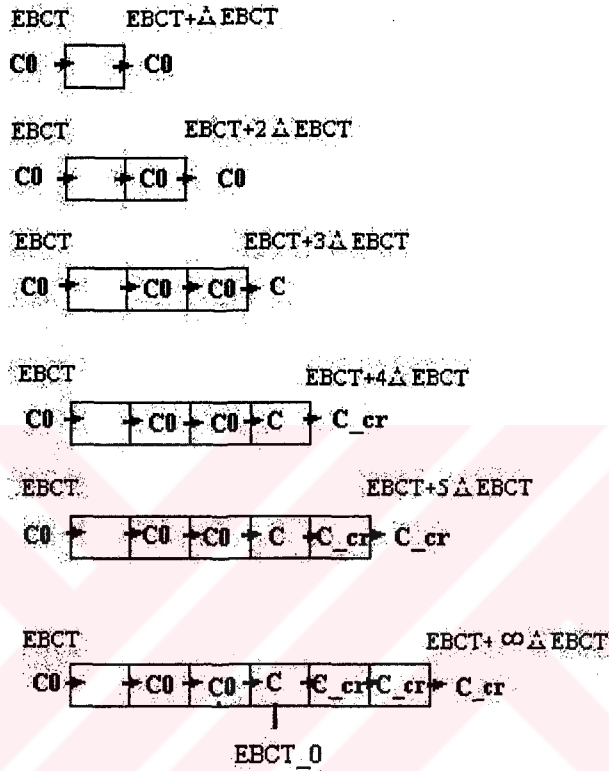 EBCT EBCT+Δ EBCT
C0 C0
EBCT EBCT+2 Δ EBCT
C0 C0 C0
EBCT EBCT+3Δ EBCT
C0 C0 C0 C
EBCT EBCT+4Δ EBCT
C0 C0 C0 C C_cr
EBCT EBCT+5 Δ EBCT
C0 C0 C0 C C_cr C_cr
EBCT EBCT+ ∞ Δ EBCT
C0 C0 C0 C C_cr C_cr C_cr
EBCT_0